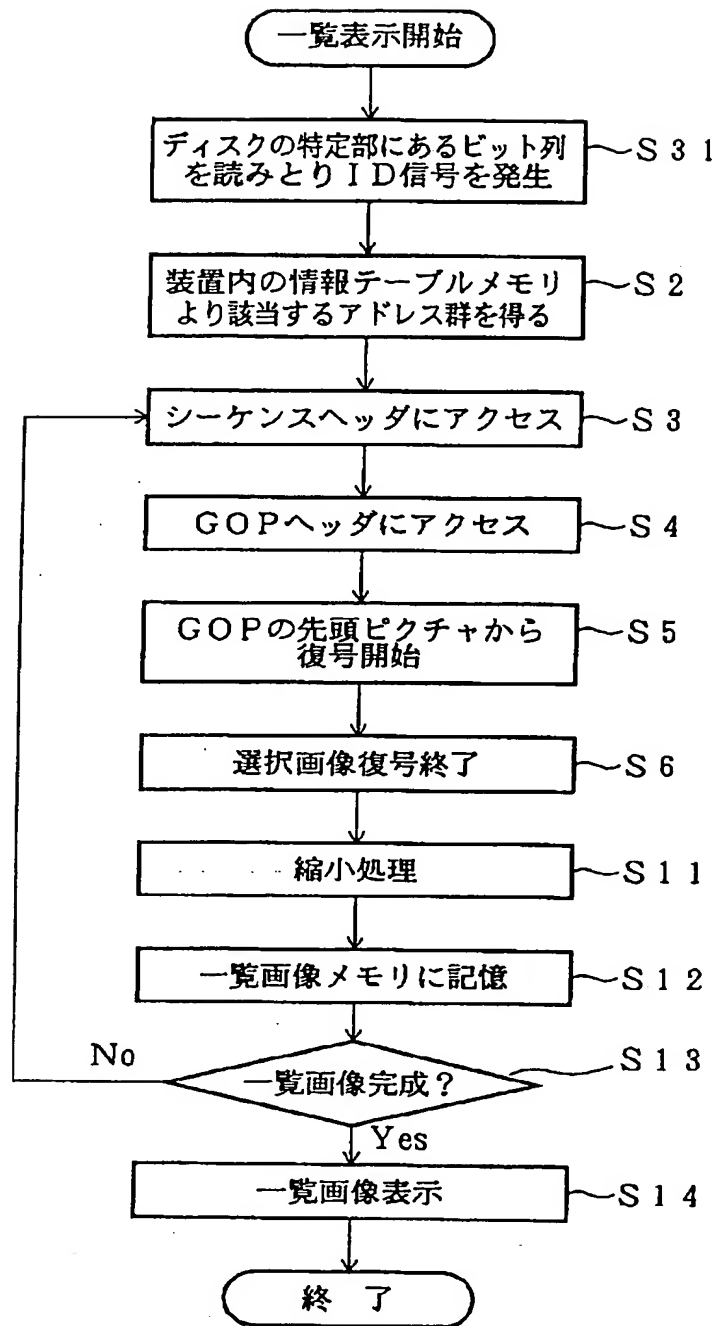 一覧表示開始
ディスクの特定部にあるビット列
を読みとりＩＤ信号を発生
Ｓ３１
装置内の情報テーブルメモリ
より該当するアドレス群を得る
Ｓ２
シーケンスヘッダにアクセス
Ｓ３
ＧＯＰヘッダにアクセス
Ｓ４
ＧＯＰの先頭ピクチャから
復号開始
Ｓ５
選択画像復号終了
Ｓ６
縮小処理
Ｓ１１
一覧画像メモリに記憶
Ｓ１２
No
一覧画像完成？
Ｓ１３
Yes
一覧画像表示
Ｓ１４
終 了